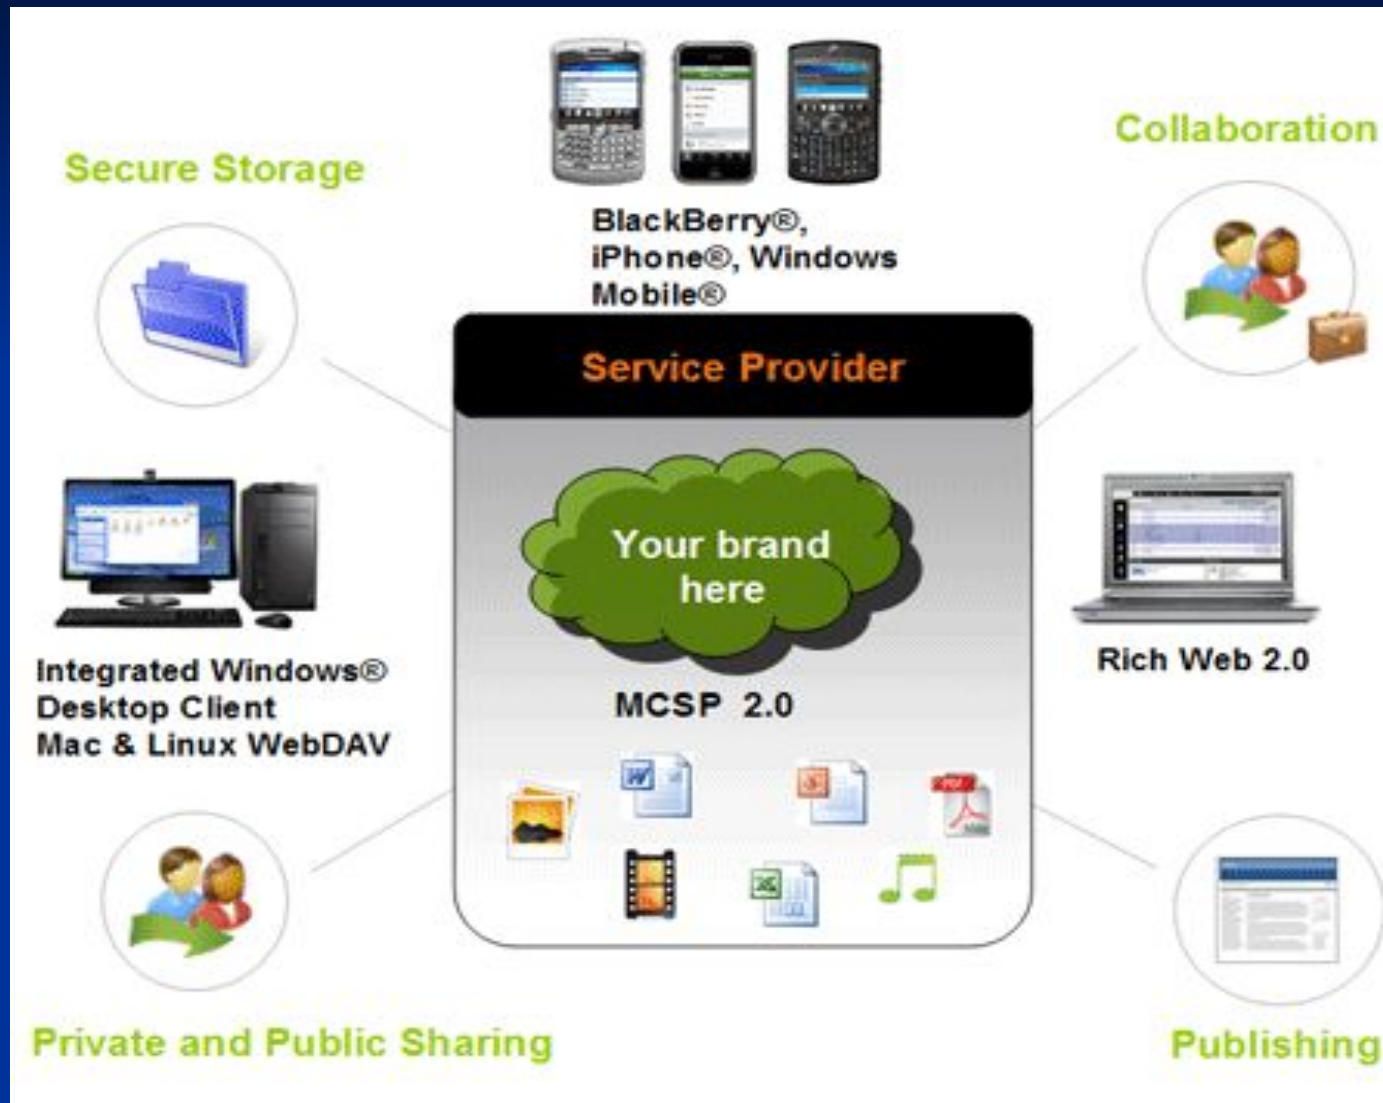 Secure Storage
Collaboration
BlackBerry®,
iPhone®, Windows
Mobile®
Service Provider
Your brand
here
MCSP 2.0
Integrated Windows®
Desktop Client
Mac & Linux WebDAV
Rich Web 2.0
PDF
Private and Public Sharing
Publishing